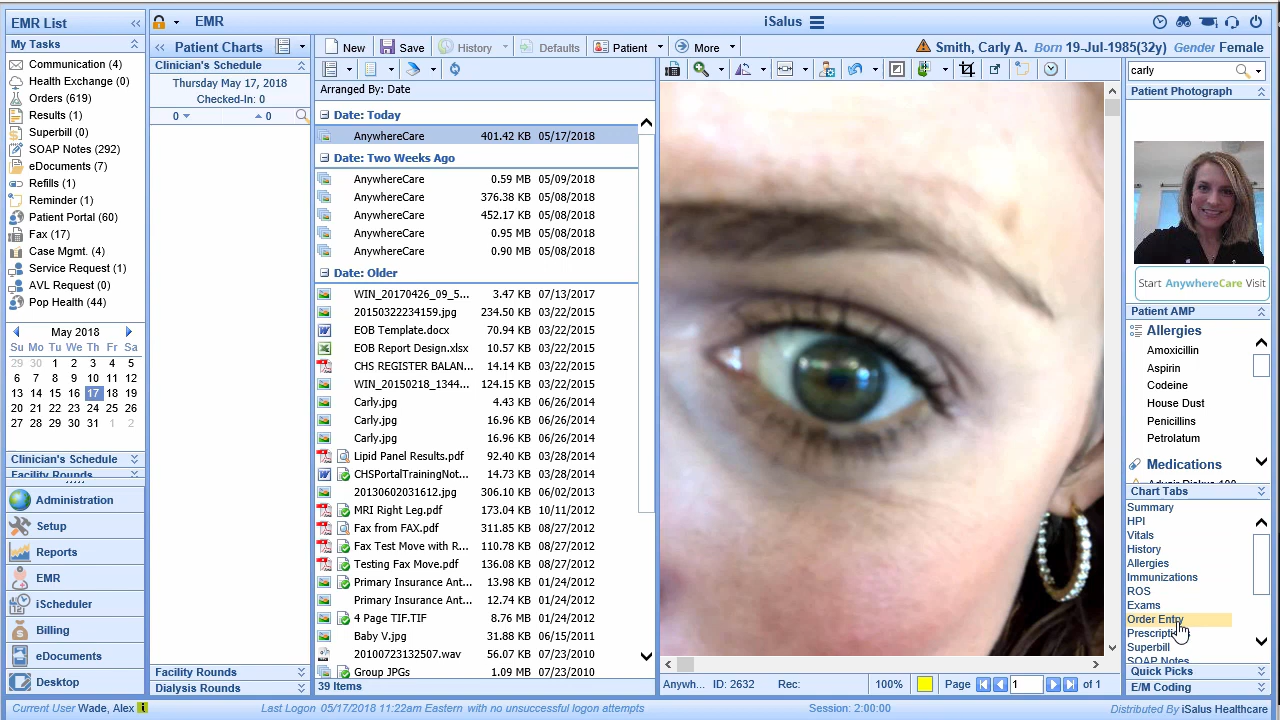 EMR List
EMR
iSalus
My Tasks
Communication (4)
Health Exchange (0)
Orders (619)
Results (1)
Superbill (0)
SOAP Notes (292)
eDocuments (7)
Refills (1)
Reminder (1)
Patient Portal (60)
Fax (17)
Case Mgmt. (4)
Service Request (1)
AVL Request (0)
Pop Health (44)
May 2018
Su Mo Tu We Th Fr Sa
29 30 1 2 3 4 5
6 7 8 9 10 11 12
13 14 15 16 17 18 19
20 21 22 23 24 25 26
27 28 29 30 31 1 2
Clinician's Schedule
Facility Rounds
Administration
Setup
Reports
EMR
iScheduler
Billing
eDocuments
Desktop
Patient Charts
Clinician's Schedule
Thursday May 17, 2018
Checked-In: 0
0 0
Facility Rounds
Dialysis Rounds
New Save History Defaults Patient More
Smith, Carly A. Born 19-Jul-1985(32y) Gender Female
Arranged By: Date
Date: Today
AnywhereCare 401.42 KB 05/17/2018
Date: Two Weeks Ago
AnywhereCare 0.59 MB 05/09/2018
AnywhereCare 376.38 KB 05/08/2018
AnywhereCare 452.17 KB 05/08/2018
AnywhereCare 0.95 MB 05/08/2018
AnywhereCare 0.90 MB 05/08/2018
Date: Older
WIN_20170426_09_5... 3.47 KB 07/13/2017
20150322234159.jpg 234.50 KB 03/22/2015
EOB Template.docx 70.94 KB 03/22/2015
EOB Report Design.xlsx 10.57 KB 03/22/2015
CHS REGISTER BALAN... 14.14 KB 03/22/2015
WIN_20150218_1344... 124.15 KB 03/22/2015
Carly.jpg 4.43 KB 06/26/2014
Carly.jpg 16.96 KB 06/26/2014
Carly.jpg 16.96 KB 06/26/2014
Lipid Panel Results.pdf 92.40 KB 03/28/2014
CHSPortalTrainingNot... 14.73 KB 03/28/2014
20130602031612.jpg 306.10 KB 06/02/2013
MRI Right Leg.pdf 173.04 KB 10/11/2012
Fax from FAX.pdf 311.85 KB 08/27/2012
Fax Test Move with R... 110.78 KB 08/27/2012
Testing Fax Move.pdf 136.08 KB 08/27/2012
Primary Insurance Ant... 13.98 KB 01/24/2012
Primary Insurance Ant... 12.74 KB 01/24/2012
4 Page TIF.TIF 8.76 MB 01/24/2012
Baby V.jpg 31.88 KB 06/15/2011
20100723132507.wav 56.07 KB 07/23/2010
Group JPGs 1.09 MB 07/23/2010
39 Items
Anywh... ID: 2632 Rec: 100% Page 1 of 1
carly
Patient Photograph
Start AnywhereCare Visit
Patient AMP
Allergies
Amoxicillin
Aspirin
Codeine
House Dust
Penicillins
Petrolatum
Medications
Advair Diskus 100
Chart Tabs
Summary
HPI
Vitals
History
Allergies
Immunizations
ROS
Exams
Order Entry
Prescripti
Superbill
SOAP Notes
Quick Picks
E/M Coding
Current User Wade, Alex
Last Logon 05/17/2018 11:22am Eastern with no unsuccessful logon attempts
Session: 2:00:00
Distributed By iSalus Healthcare